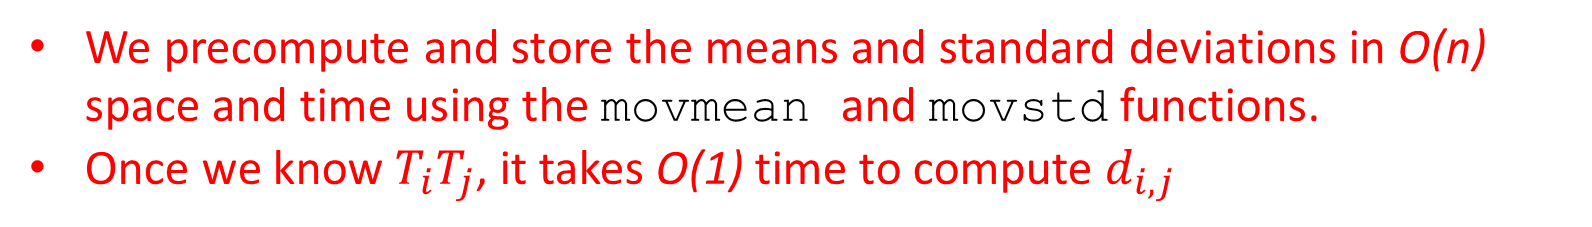 • We precompute and store the means and standard deviations in O(n)
space and time using the movmean and movstd functions.
• Once we know TᵢTⱼ, it takes O(1) time to compute dᵢ,ⱼ